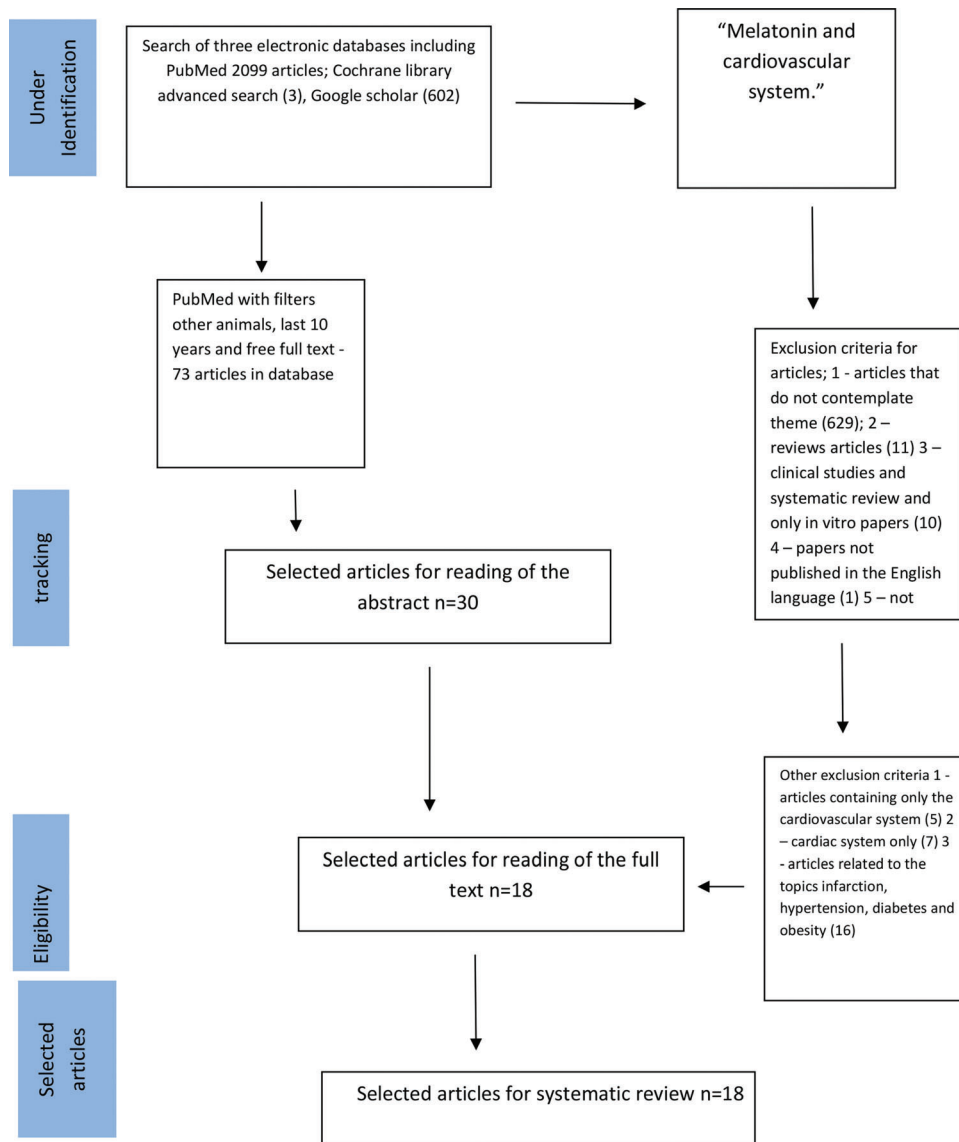 Under
Identification
Search of three electronic databases including
PubMed 2099 articles; Cochrane library
advanced search (3), Google scholar (602)
“Melatonin and
cardiovascular
system.”
PubMed with filters
other animals, last 10
years and free full text -
73 articles in database
Exclusion criteria for
articles; 1 - articles that
do not contemplate
theme (629); 2 –
reviews articles (11) 3 –
clinical studies and
systematic review and
only in vitro papers (10)
4 – papers not
published in the English
language (1) 5 – not
tracking
Selected articles for reading of the
abstract n=30
Other exclusion criteria 1 -
articles containing only the
cardiovascular system (5) 2
– cardiac system only (7) 3
- articles related to the
topics infarction,
hypertension, diabetes and
obesity (16)
Eligibility
Selected articles for reading of the full
text n=18
Selected
articles
Selected articles for systematic review n=18